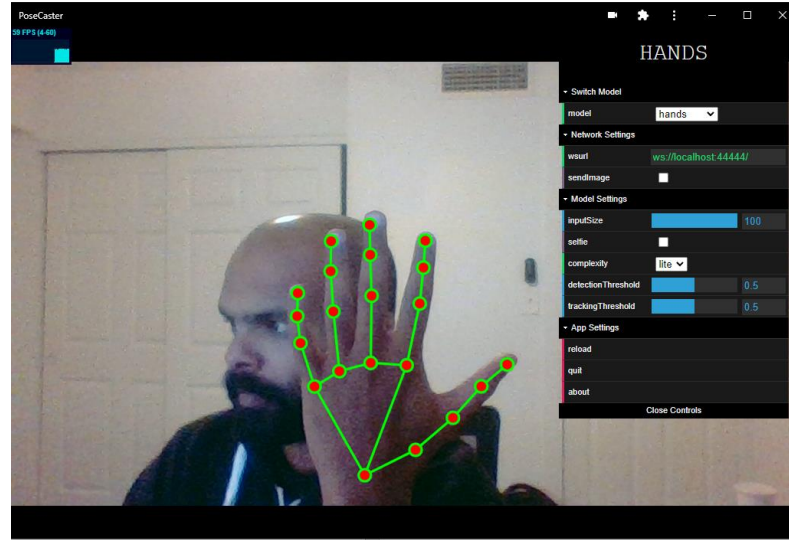 PoseCaster
59 FPS (4-60)
HANDS
Switch Model
model hands
Network Settings
wsurl ws://localhost:44444/
sendImage
Model Settings
inputSize 100
selfie
complexity lite
detectionThreshold 0.5
trackingThreshold 0.5
App Settings
reload
quit
about
Close Controls